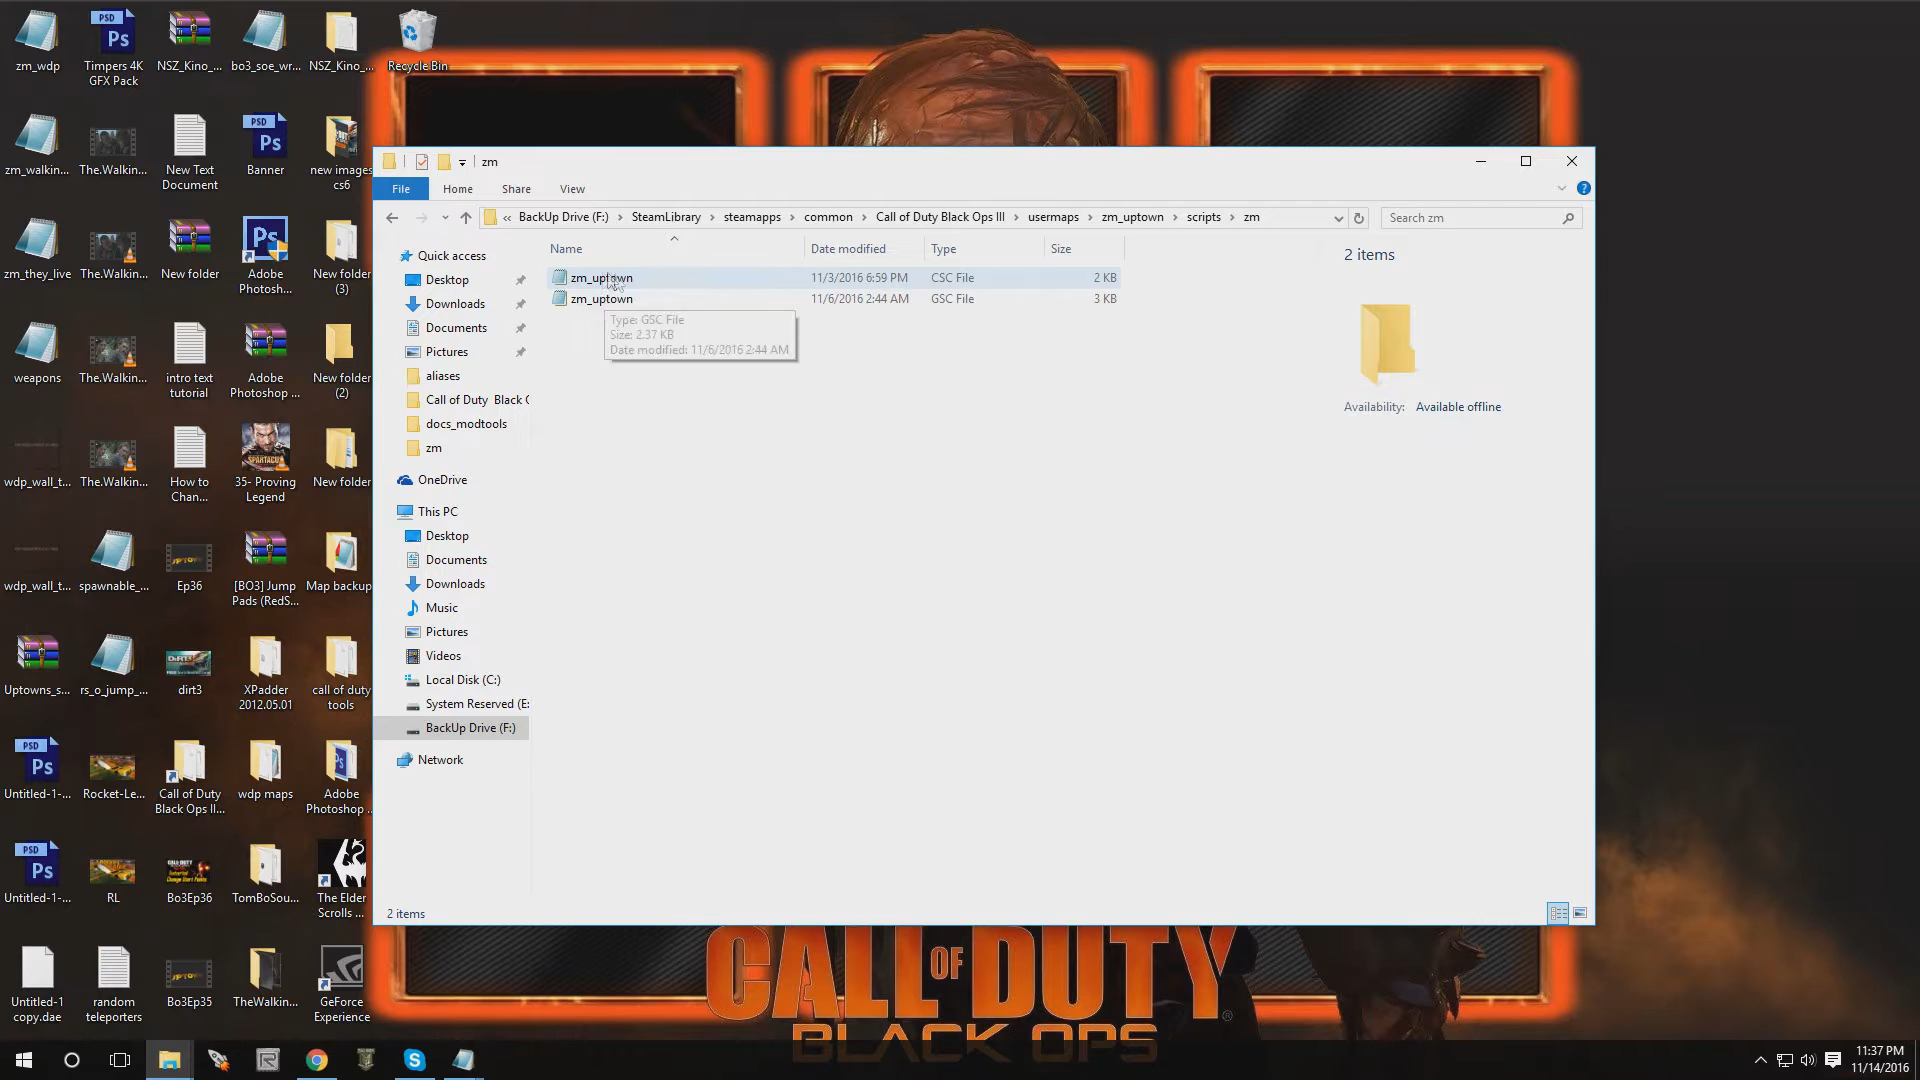 zm_wdp
Timpers 4K
GFX Pack
NSZ_Kino_...
bo3_soe_wr...
NSZ_Kino_...
Recycle Bin
zm_walkin...
The.Walkin...
New Text
Document
Banner
new images
cs6
zm_they_live
The.Walkin...
New folder
Adobe
Photosh...
New folder
(3)
weapons
The.Walkin...
intro text
tutorial
Adobe
Photoshop ...
New folder
(2)
wdp_wall_t...
The.Walkin...
How to
Chan...
35- Proving
Legend
New folder
wdp_wall_t...
spawnable_...
Ep36
[BO3] Jump
Pads (RedS...
Map backup
Uptowns_s...
rs_o_jump_...
dirt3
XPadder
2012.05.01
call of duty
tools
Untitled-1-...
Rocket-Le...
Call of Duty
Black Ops II...
wdp maps
Adobe
Photoshop ...
Untitled-1-...
RL
Bo3Ep36
TomBoSou...
The Elder
Scrolls ...
Untitled-1
copy.dae
random
teleporters
Bo3Ep35
TheWalkin...
GeForce
Experience
zm
File
Home
Share
View
« BackUp Drive (F:) › SteamLibrary › steamapps › common › Call of Duty Black Ops III › usermaps › zm_uptown › scripts › zm
Search zm
Name
Date modified
Type
Size
zm_uptown 11/3/2016 6:59 PM CSC File 2 KB
zm_uptown 11/6/2016 2:44 AM GSC File 3 KB
Type: GSC File
Size: 2.37 KB
Date modified: 11/6/2016 2:44 AM
Quick access
Desktop
Downloads
Documents
Pictures
aliases
Call of Duty Black O
docs_modtools
zm
OneDrive
This PC
Desktop
Documents
Downloads
Music
Pictures
Videos
Local Disk (C:)
System Reserved (E:
BackUp Drive (F:)
Network
2 items
Availability: Available offline
2 items
CALL OF DUTY
BLACK OPS
11:37 PM
11/14/2016